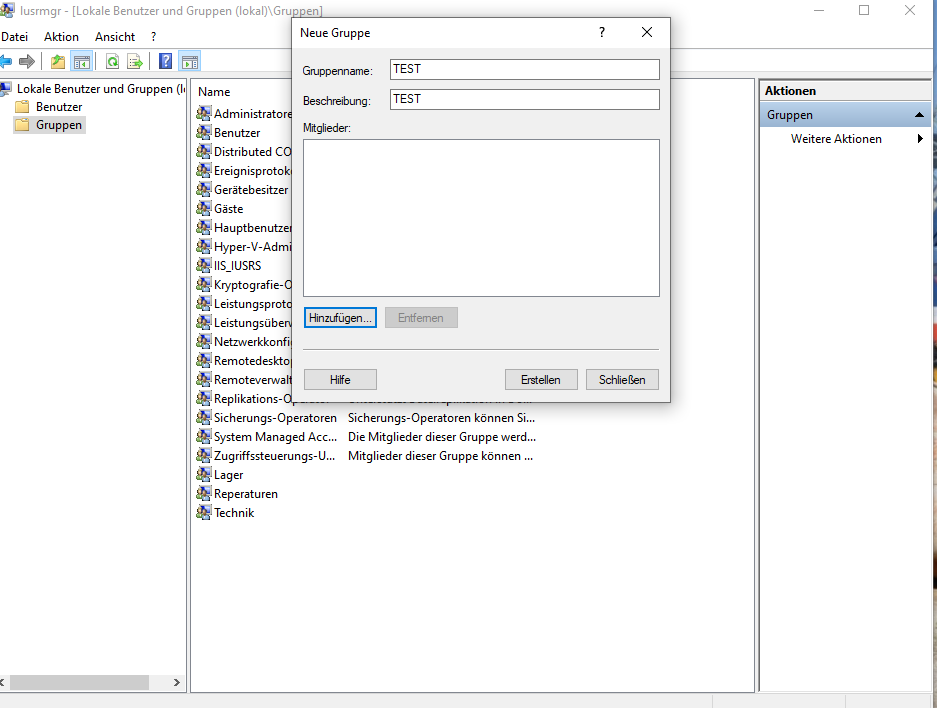 lusrmgr - [Lokale Benutzer und Gruppen (lokal)\Gruppen]
Datei Aktion Ansicht ?
Lokale Benutzer und Gruppen (l
Benutzer
Gruppen
Name
Administratore
Benutzer
Distributed CO
Ereignisprotok
Gerätebesitzer
Gäste
Hauptbenutzer
Hyper-V-Admi
IIS_IUSRS
Kryptografie-O
Leistungsproto
Leistungsüberw
Netzwerkkonfi
Remotedesktop
Remoteverwalt
Replikations-Operator
Sicherungs-Operatoren Sicherungs-Operatoren können Si...
System Managed Acc... Die Mitglieder dieser Gruppe werd...
Zugriffssteuerungs-U... Mitglieder dieser Gruppe können ...
Lager
Reperaturen
Technik
Neue Gruppe ?
Gruppenname: TEST
Beschreibung: TEST
Mitglieder:
Hinzufügen... Entfernen
Hilfe Erstellen Schließen
Aktionen
Gruppen
Weitere Aktionen